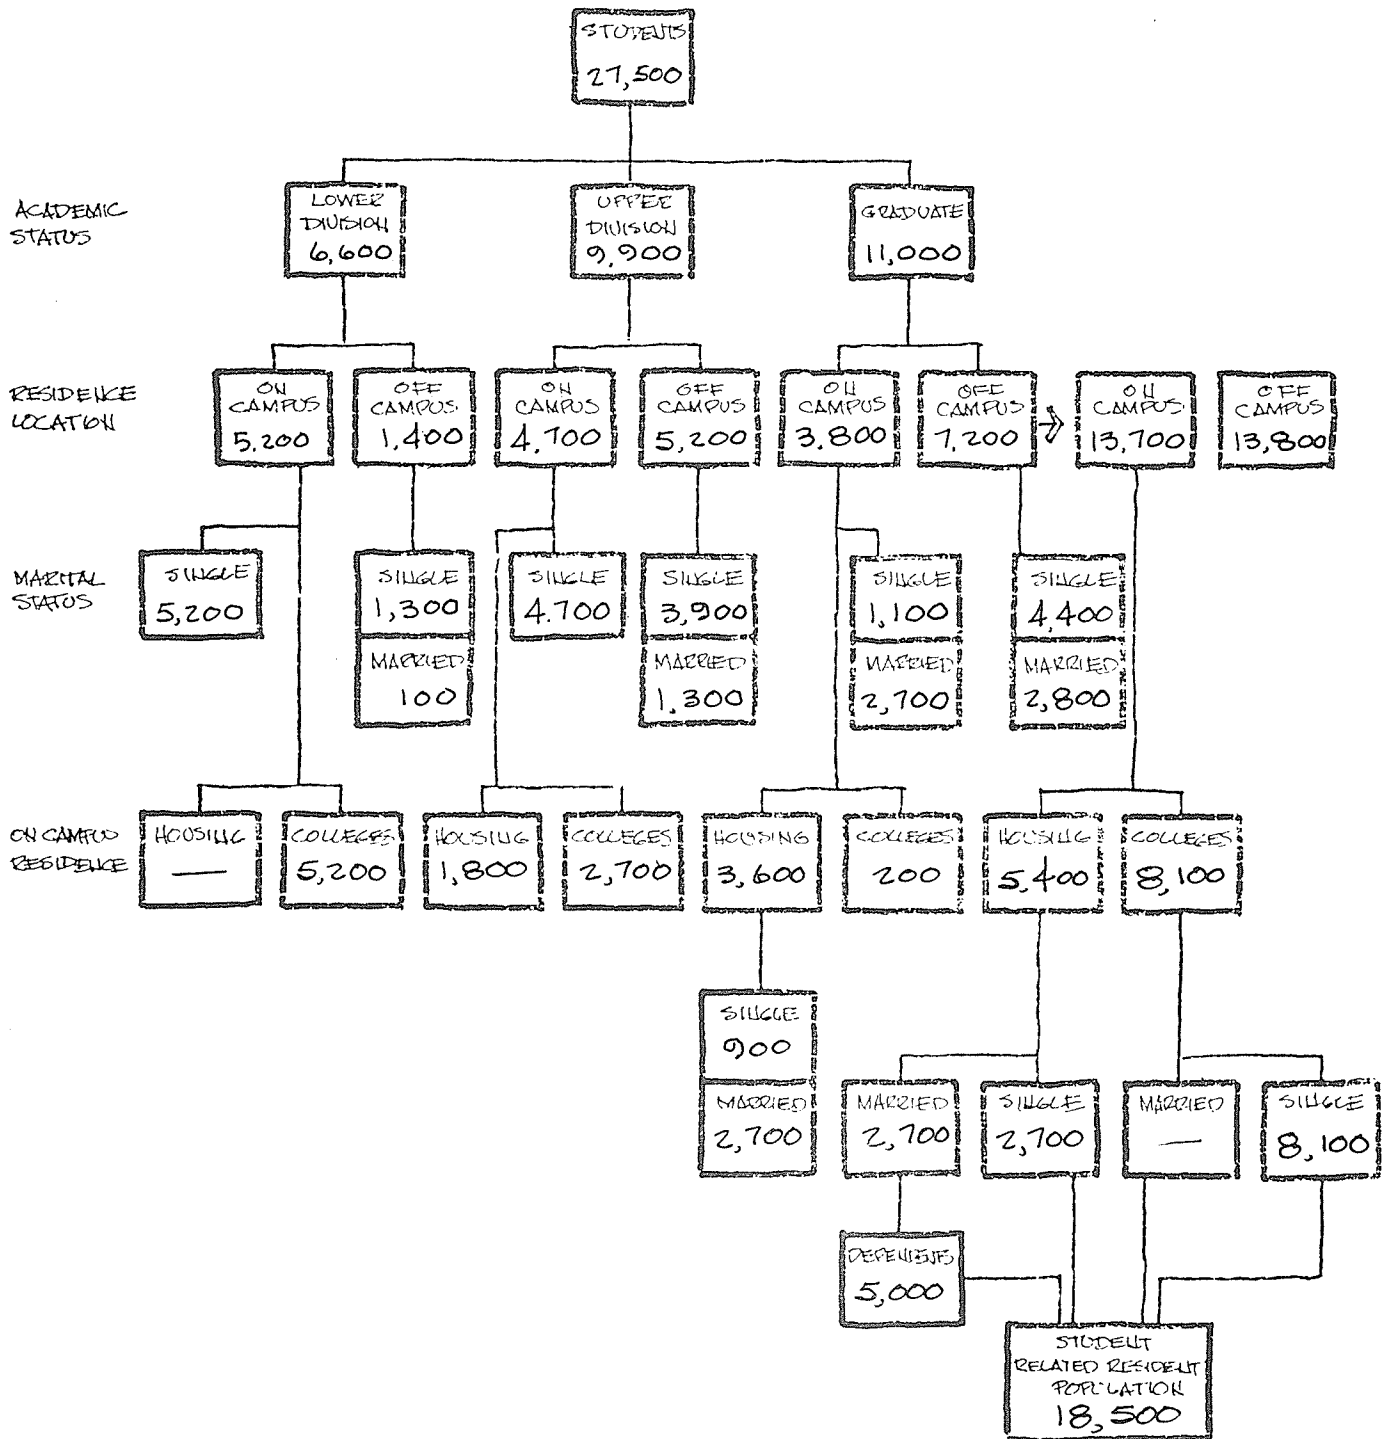 STUDENTS
27,500
ACADEMIC
STATUS
LOWER
DIVISION
6,600
UPPER
DIVISION
9,900
GRADUATE
11,000
RESIDENCE
LOCATION
ON
CAMPUS
5,200
OFF
CAMPUS
1,400
ON
CAMPUS
4,700
OFF
CAMPUS
5,200
ON
CAMPUS
3,800
OFF
CAMPUS
7,200
ON
CAMPUS
13,700
OFF
CAMPUS
13,800
MARITAL
STATUS
SINGLE
5,200
SINGLE
1,300
MARRIED
100
SINGLE
4.700
SINGLE
3,900
MARRIED
1,300
SINGLE
1,100
MARRIED
2,700
SINGLE
4,400
MARRIED
2,800
ON CAMPUS
RESIDENCE
HOUSING
—
COLLEGES
5,200
HOUSING
1,800
COLLEGES
2,700
HOUSING
3,600
COLLEGES
200
HOUSING
5,400
COLLEGES
8,100
SINGLE
900
MARRIED
2,700
MARRIED
2,700
SINGLE
2,700
MARRIED
—
SINGLE
8,100
DEPENDENTS
5,000
STUDENT
RELATED RESIDENT
POPULATION
18,500